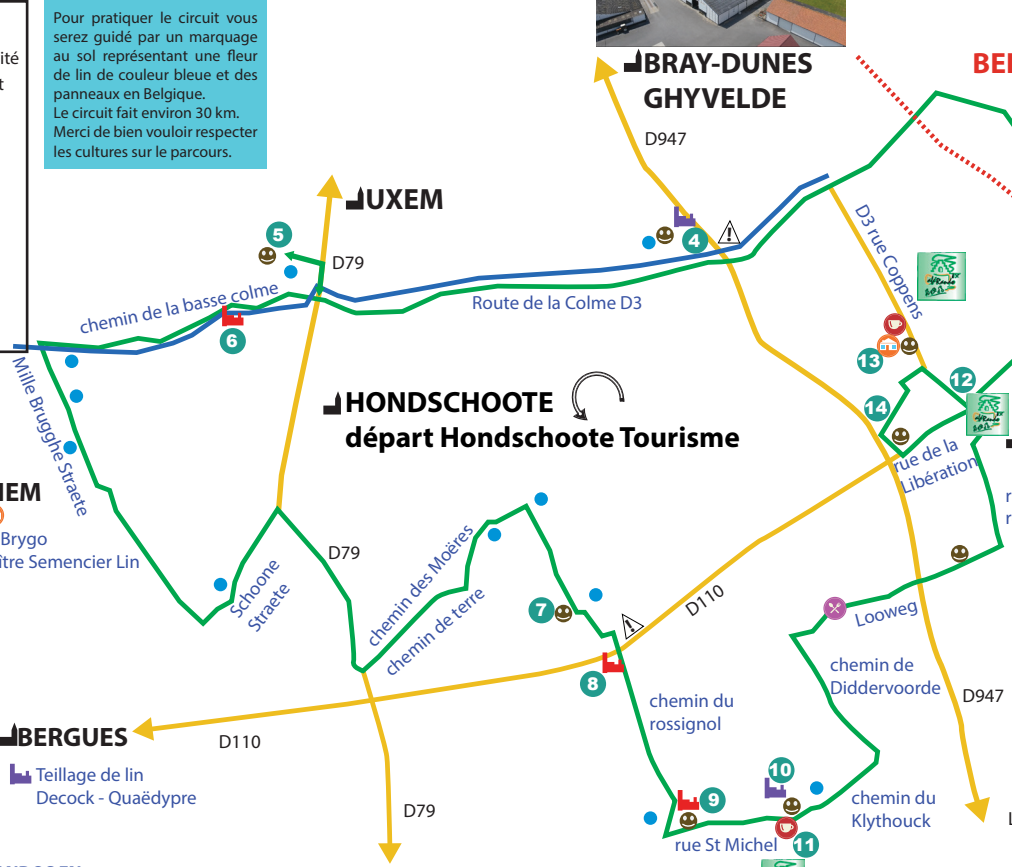 Pour pratiquer le circuit vous
serez guidé par un marquage
au sol représentant une fleur
de lin de couleur bleue et des
panneaux en Belgique.
Le circuit fait environ 30 km.
Merci de bien vouloir respecter
les cultures sur le parcours.
BRAY-DUNES
GHYVELDE
D947
UXEM
5
D79
4
D3 rue Coppens
chemin de la basse colme
Route de la Colme D3
6
13
12
14
Mille Brugghe Straete
HONDSCHOOTE
départ Hondschoote Tourisme
rue de la
Libération
Brygo
Semencier Lin
D79
Schoone
Straete
chemin des Moëres
chemin de terre
7
D110
8
Looweg
chemin de
Diddervoorde
D947
chemin du
rossignol
BERGUES
D110
Teillage de lin
Decock - Quaëdypre
D79
10
9
chemin du
Klythouck
rue St Michel
11